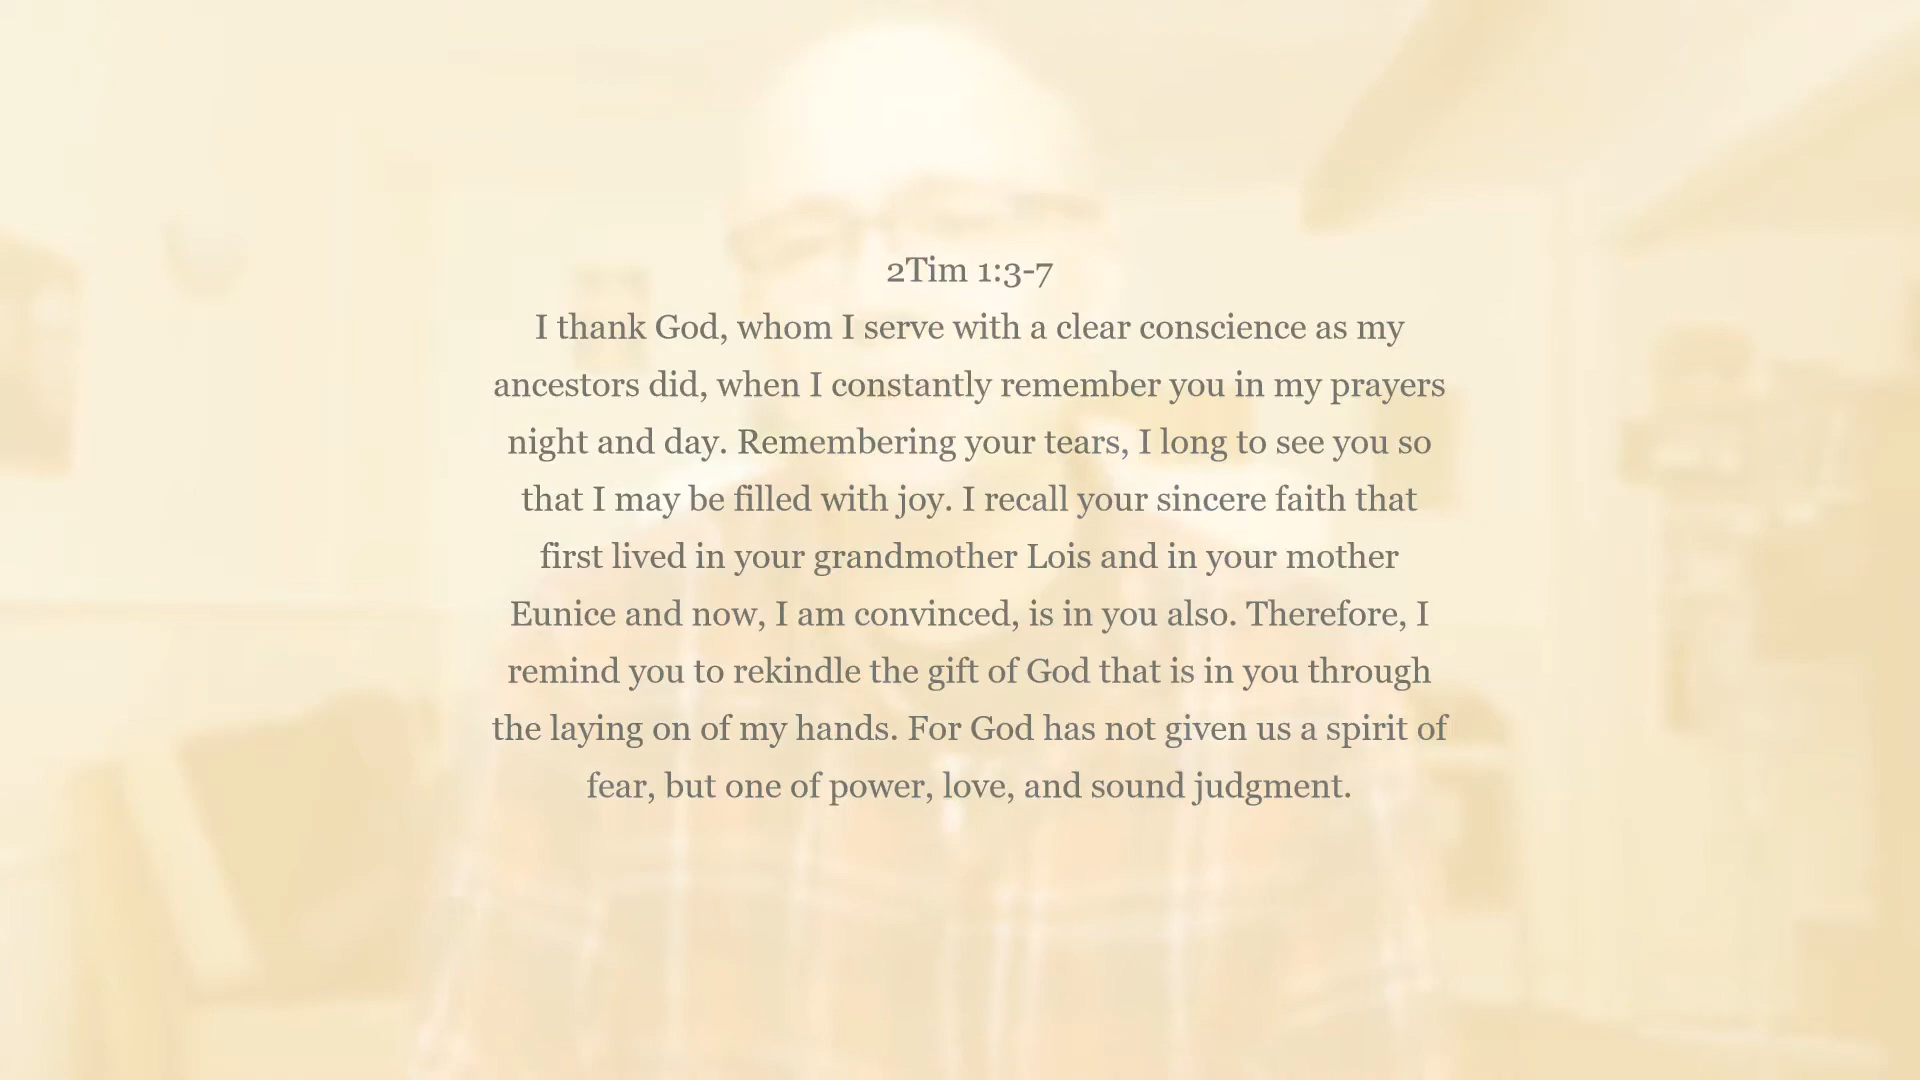 2Tim 1:3-7
I thank God, whom I serve with a clear conscience as my
ancestors did, when I constantly remember you in my prayers
night and day. Remembering your tears, I long to see you so
that I may be filled with joy. I recall your sincere faith that
first lived in your grandmother Lois and in your mother
Eunice and now, I am convinced, is in you also. Therefore, I
remind you to rekindle the gift of God that is in you through
the laying on of my hands. For God has not given us a spirit of
fear, but one of power, love, and sound judgment.